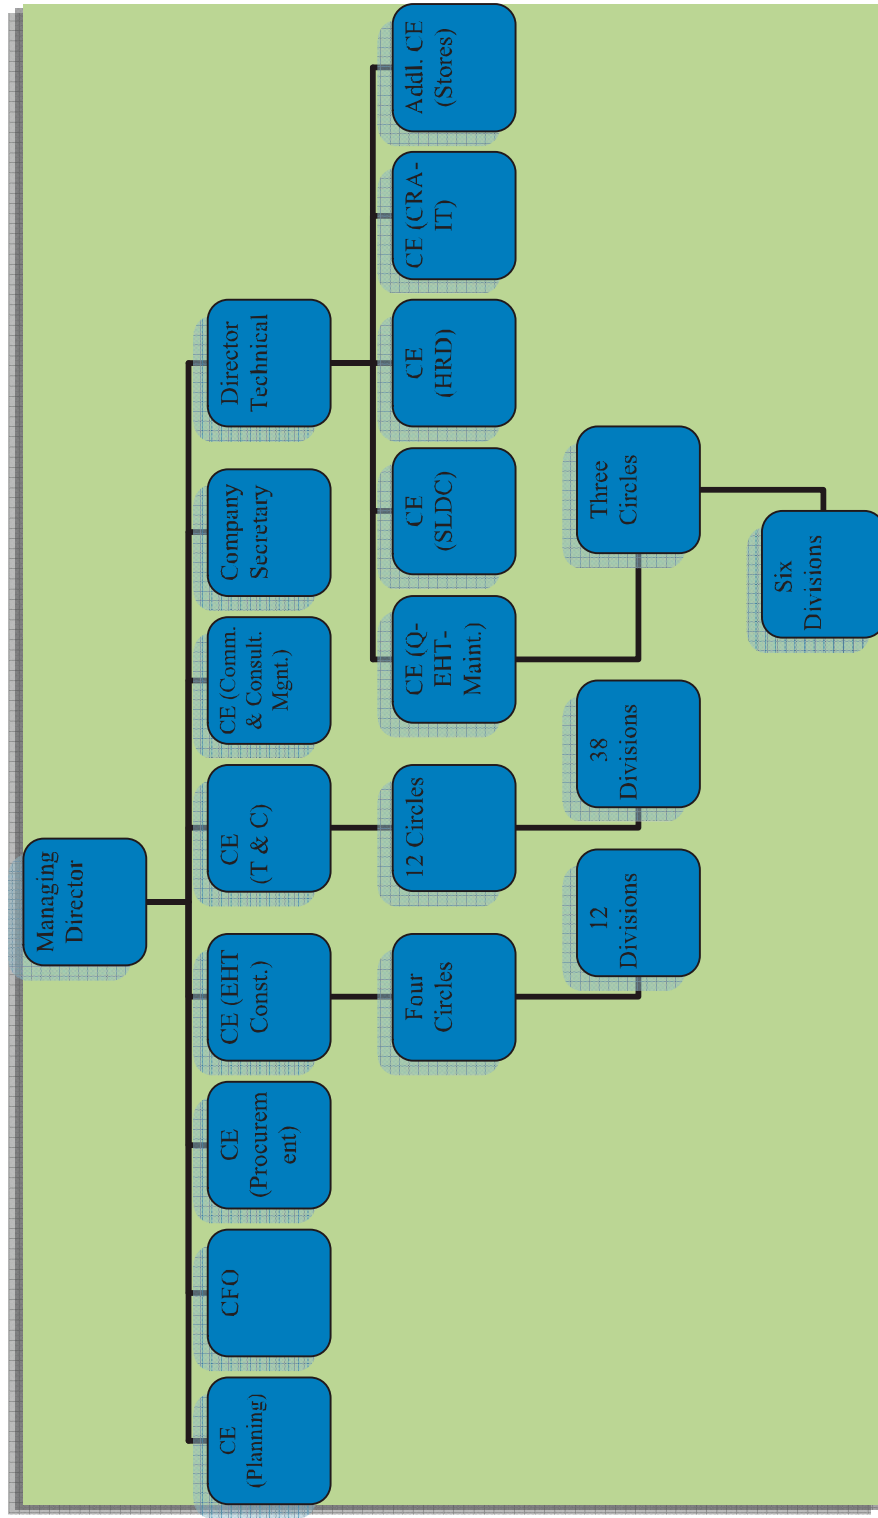 Managing
Director
CE
(Planning)
CFO
CE
(Procurem
ent)
CE (EHT
Const.)
CE
(T & C)
CE (Comm.
& Consult.
Mgnt.)
Company
Secretary
Director
Technical
Four
Circles
12 Circles
CE (Q-
EHT-
Maint.)
CE
(SLDC)
CE
(HRD)
CE (CRA-
IT)
Addl. CE
(Stores)
12
Divisions
38
Divisions
Three
Circles
Six
Divisions